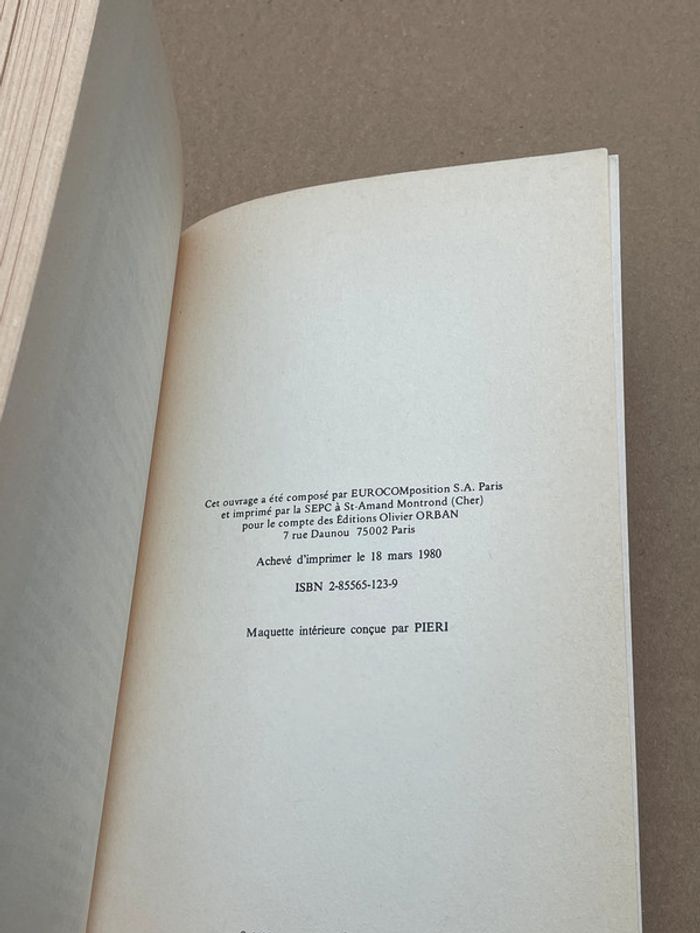 Cet ouvrage a été composé par EUROCOMposition S.A. Paris
et imprimé par la SEPC à St-Amand Montrond (Cher)
pour le compte des Éditions Olivier ORBAN
7 rue Daunou 75002 Paris
Achevé d'imprimer le 18 mars 1980
ISBN 2-85565-123-9
Maquette intérieure conçue par PIERI